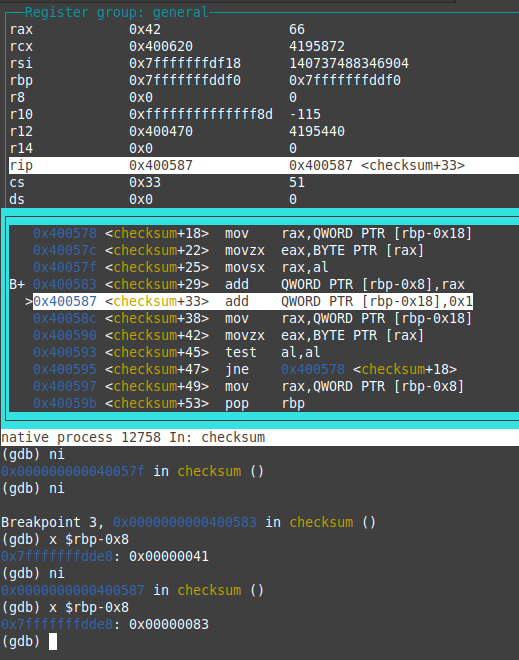 Register group: general
rax 0x42 66
rcx 0x400620 4195872
rsi 0x7fffffffdf18 140737488346904
rbp 0x7fffffffddf0 0x7fffffffddf0
r8 0x0 0
r10 0xffffffffffffff8d -115
r12 0x400470 4195440
r14 0x0 0
rip 0x400587 0x400587 <checksum+33>
cs 0x33 51
ds 0x0 0
0x400578 <checksum+18> mov rax,QWORD PTR [rbp-0x18]
0x40057c <checksum+22> movzx eax,BYTE PTR [rax]
0x40057f <checksum+25> movsx rax,al
B+ 0x400583 <checksum+29> add QWORD PTR [rbp-0x8],rax
>0x400587 <checksum+33> add QWORD PTR [rbp-0x18],0x1
0x40058c <checksum+38> mov rax,QWORD PTR [rbp-0x18]
0x400590 <checksum+42> movzx eax,BYTE PTR [rax]
0x400593 <checksum+45> test al,al
0x400595 <checksum+47> jne 0x400578 <checksum+18>
0x400597 <checksum+49> mov rax,QWORD PTR [rbp-0x8]
0x40059b <checksum+53> pop rbp
native process 12758 In: checksum
(gdb) ni
0x000000000040057f in checksum ()
(gdb) ni
Breakpoint 3, 0x0000000000400583 in checksum ()
(gdb) x $rbp-0x8
0x7fffffffdde8: 0x00000041
(gdb) ni
0x0000000000400587 in checksum ()
(gdb) x $rbp-0x8
0x7fffffffdde8: 0x00000083
(gdb)